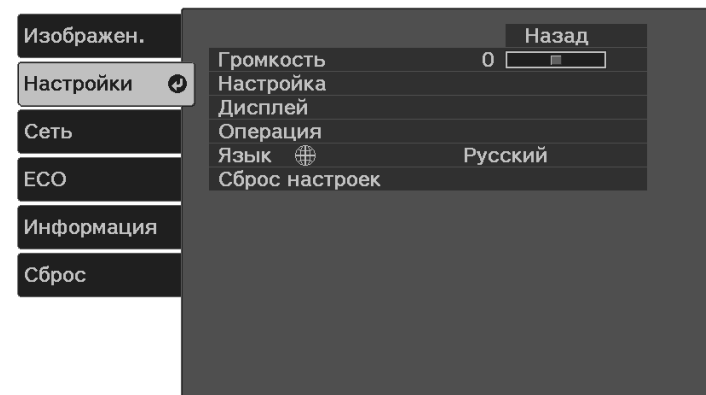 Изображен.
Настройки
Сеть
ECO
Информация
Сброс
Назад
Громкость 0
Настройка
Дисплей
Операция
Язык Русский
Сброс настроек